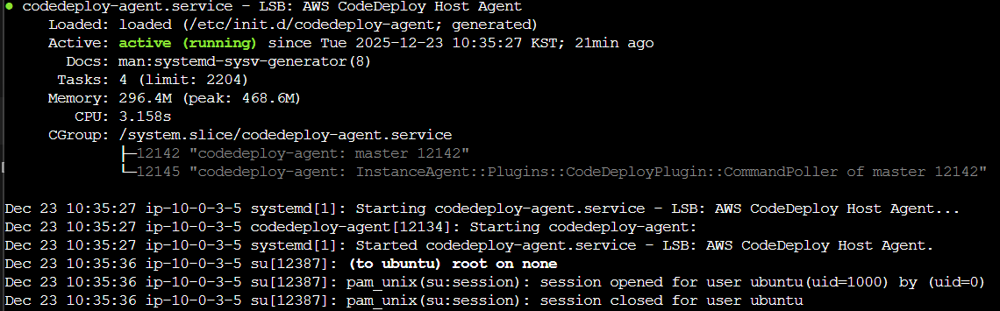 ● codedeploy-agent.service - LSB: AWS CodeDeploy Host Agent
Loaded: loaded (/etc/init.d/codedeploy-agent; generated)
Active: active (running) since Tue 2025-12-23 10:35:27 KST; 21min ago
Docs: man:systemd-sysv-generator(8)
Tasks: 4 (limit: 2204)
Memory: 296.4M (peak: 468.6M)
CPU: 3.158s
CGroup: /system.slice/codedeploy-agent.service
├─12142 "codedeploy-agent: master 12142"
└─12145 "codedeploy-agent: InstanceAgent::Plugins::CodeDeployPlugin::CommandPoller of master 12142"
Dec 23 10:35:27 ip-10-0-3-5 systemd[1]: Starting codedeploy-agent.service - LSB: AWS CodeDeploy Host Agent...
Dec 23 10:35:27 ip-10-0-3-5 codedeploy-agent[12134]: Starting codedeploy-agent:
Dec 23 10:35:27 ip-10-0-3-5 systemd[1]: Started codedeploy-agent.service - LSB: AWS CodeDeploy Host Agent.
Dec 23 10:35:36 ip-10-0-3-5 su[12387]: (to ubuntu) root on none
Dec 23 10:35:36 ip-10-0-3-5 su[12387]: pam_unix(su:session): session opened for user ubuntu(uid=1000) by (uid=0)
Dec 23 10:35:36 ip-10-0-3-5 su[12387]: pam_unix(su:session): session closed for user ubuntu